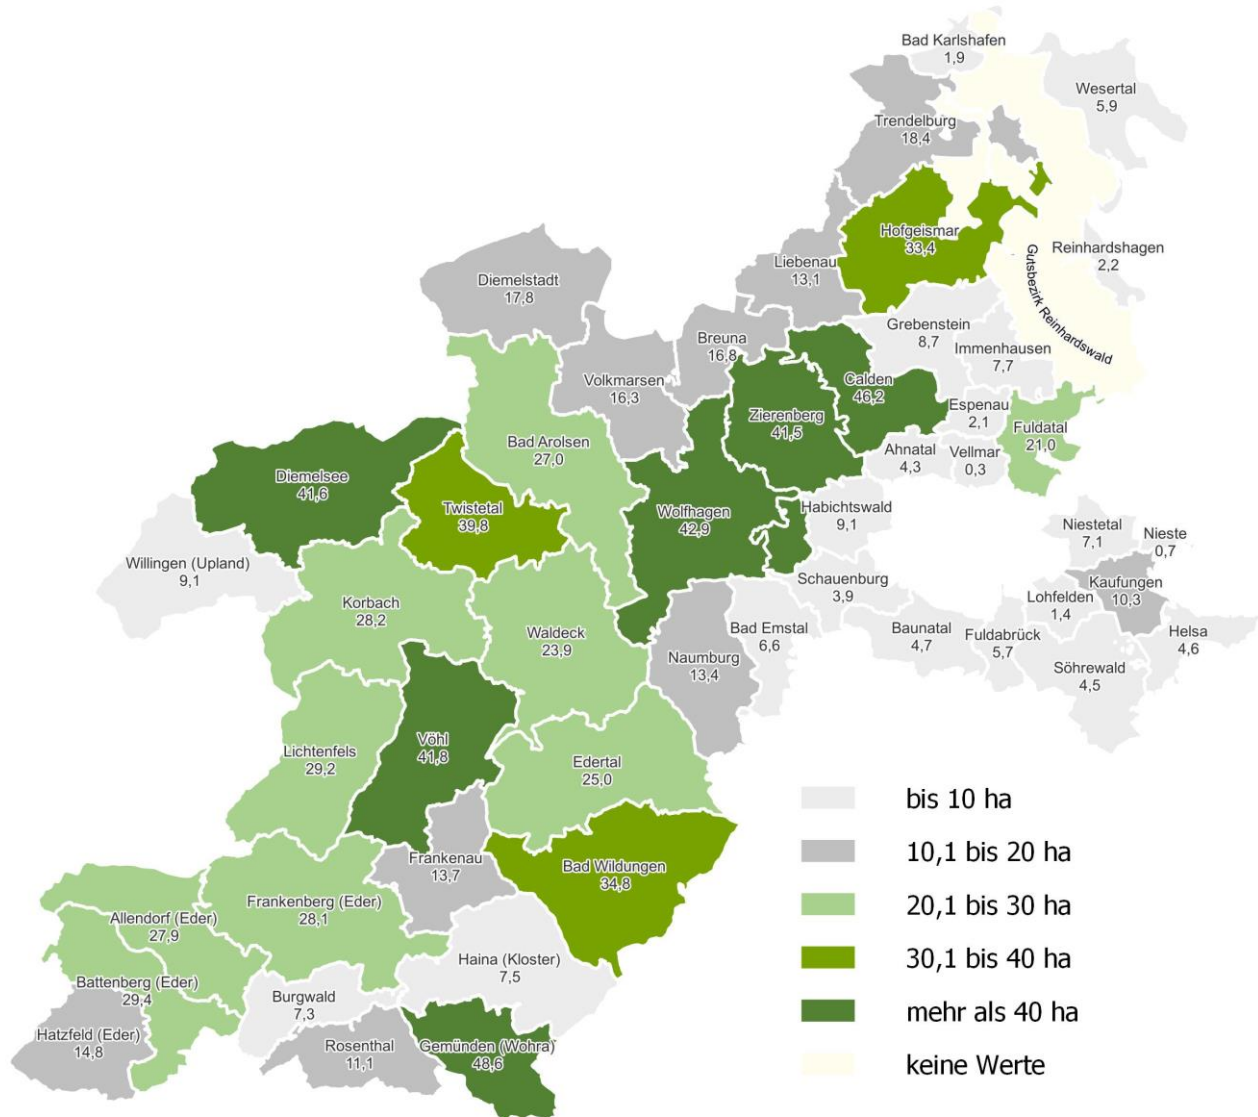 Bad Karlshafen
1,9
Wesertal
5,9
Trendelburg
18,4
Hofgeismar
33,4
Reinhardshagen
2,2
Gutsbezirk Reinhardswald
Liebenau
13,1
Diemelstadt
17,8
Grebenstein
8,7
Breuna
16,8
Immenhausen
7,7
Volkmarsen
16,3
Calden
46,2
Espenau
2,1
Zierenberg
41,5
Fuldatal
21,0
Bad Arolsen
27,0
Ahnatal
4,3
Vellmar
0,3
Diemelsee
41,6
Twistetal
39,8
Wolfhagen
42,9
Habichtswald
9,1
Niestetal
7,1
Nieste
0,7
Willingen (Upland)
9,1
Schauenburg
3,9
Kaufungen
10,3
Lohfelden
1,4
Korbach
28,2
Waldeck
23,9
Bad Emstal
6,6
Baunatal
4,7
Fuldabrück
5,7
Helsa
4,6
Naumburg
13,4
Söhrewald
4,5
Lichtenfels
29,2
Vöhl
41,8
Edertal
25,0
bis 10 ha
10,1 bis 20 ha
20,1 bis 30 ha
30,1 bis 40 ha
mehr als 40 ha
keine Werte
Frankenau
13,7
Bad Wildungen
34,8
Frankenberg (Eder)
28,1
Allendorf (Eder)
27,9
Haina (Kloster)
7,5
Battenberg (Eder)
29,4
Burgwald
7,3
Hatzfeld (Eder)
14,8
Rosenthal
11,1
Gemünden (Wohra)
48,6